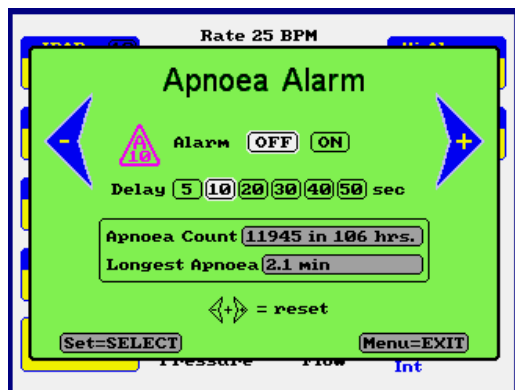 Rate 25 BPM
Apnoea Alarm
-
+
A
10
Alarm OFF ON
Delay 5 10 20 30 40 50 sec
Apnoea Count 11945 in 106 hrs.
Longest Apnoea 2.1 min
+ = reset
Set=SELECT
Menu=EXIT
Pressure Flow
Int